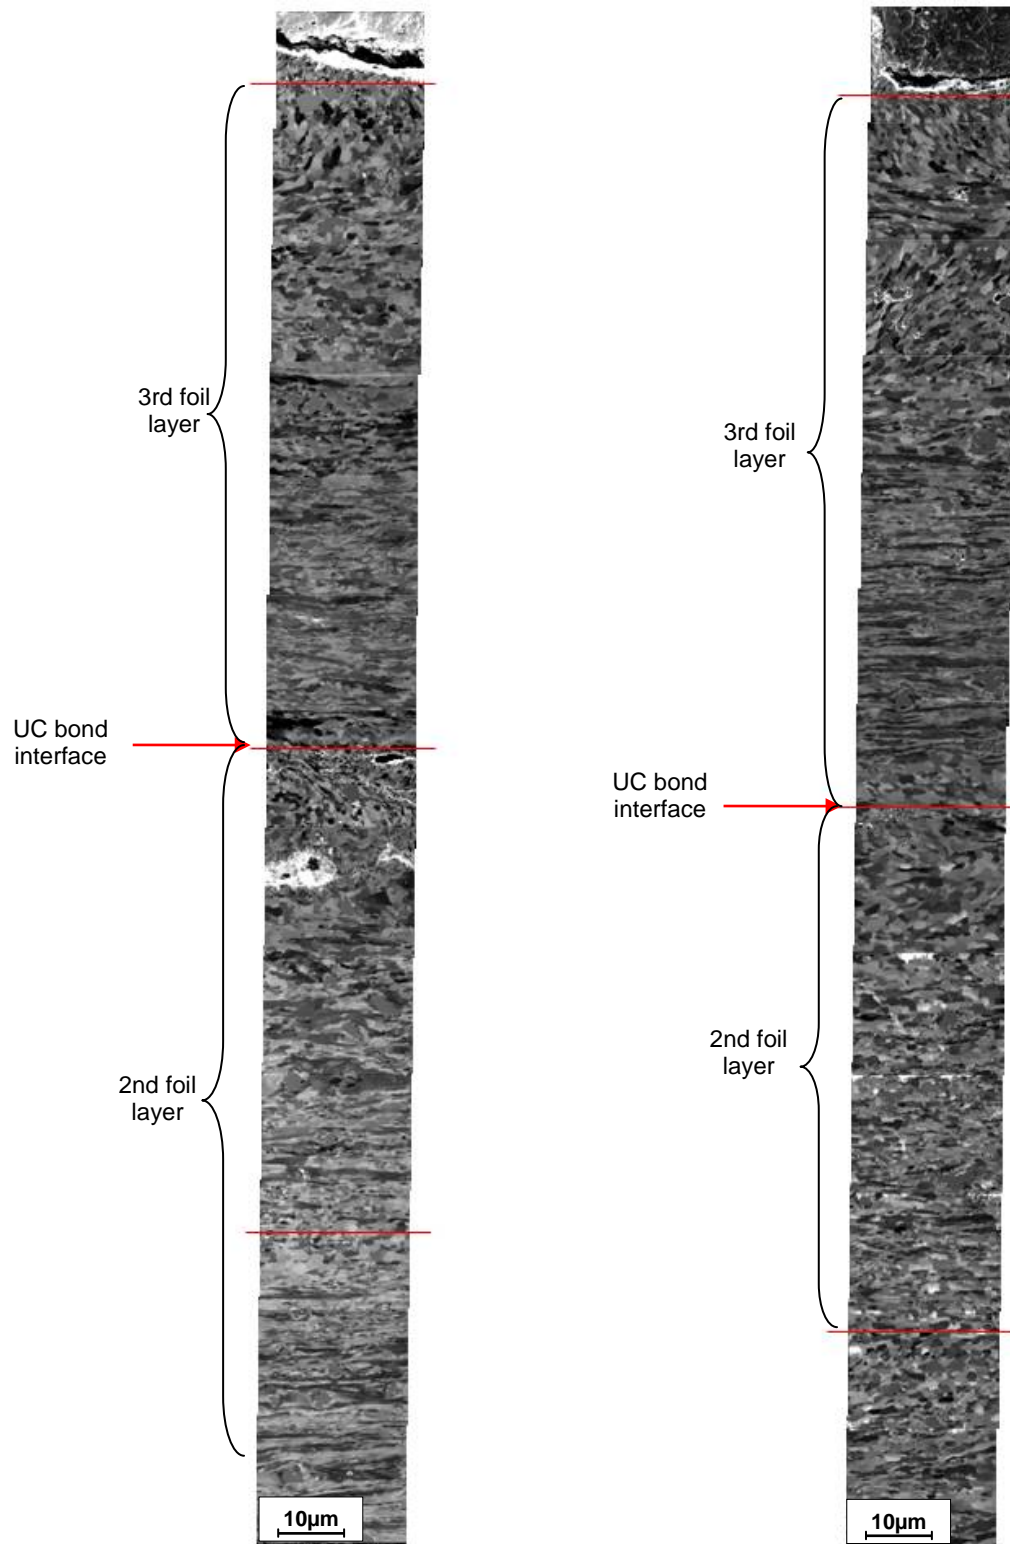 3rd foil
layer
UC bond
interface
2nd foil
layer
10µm
3rd foil
layer
UC bond
interface
2nd foil
layer
10µm